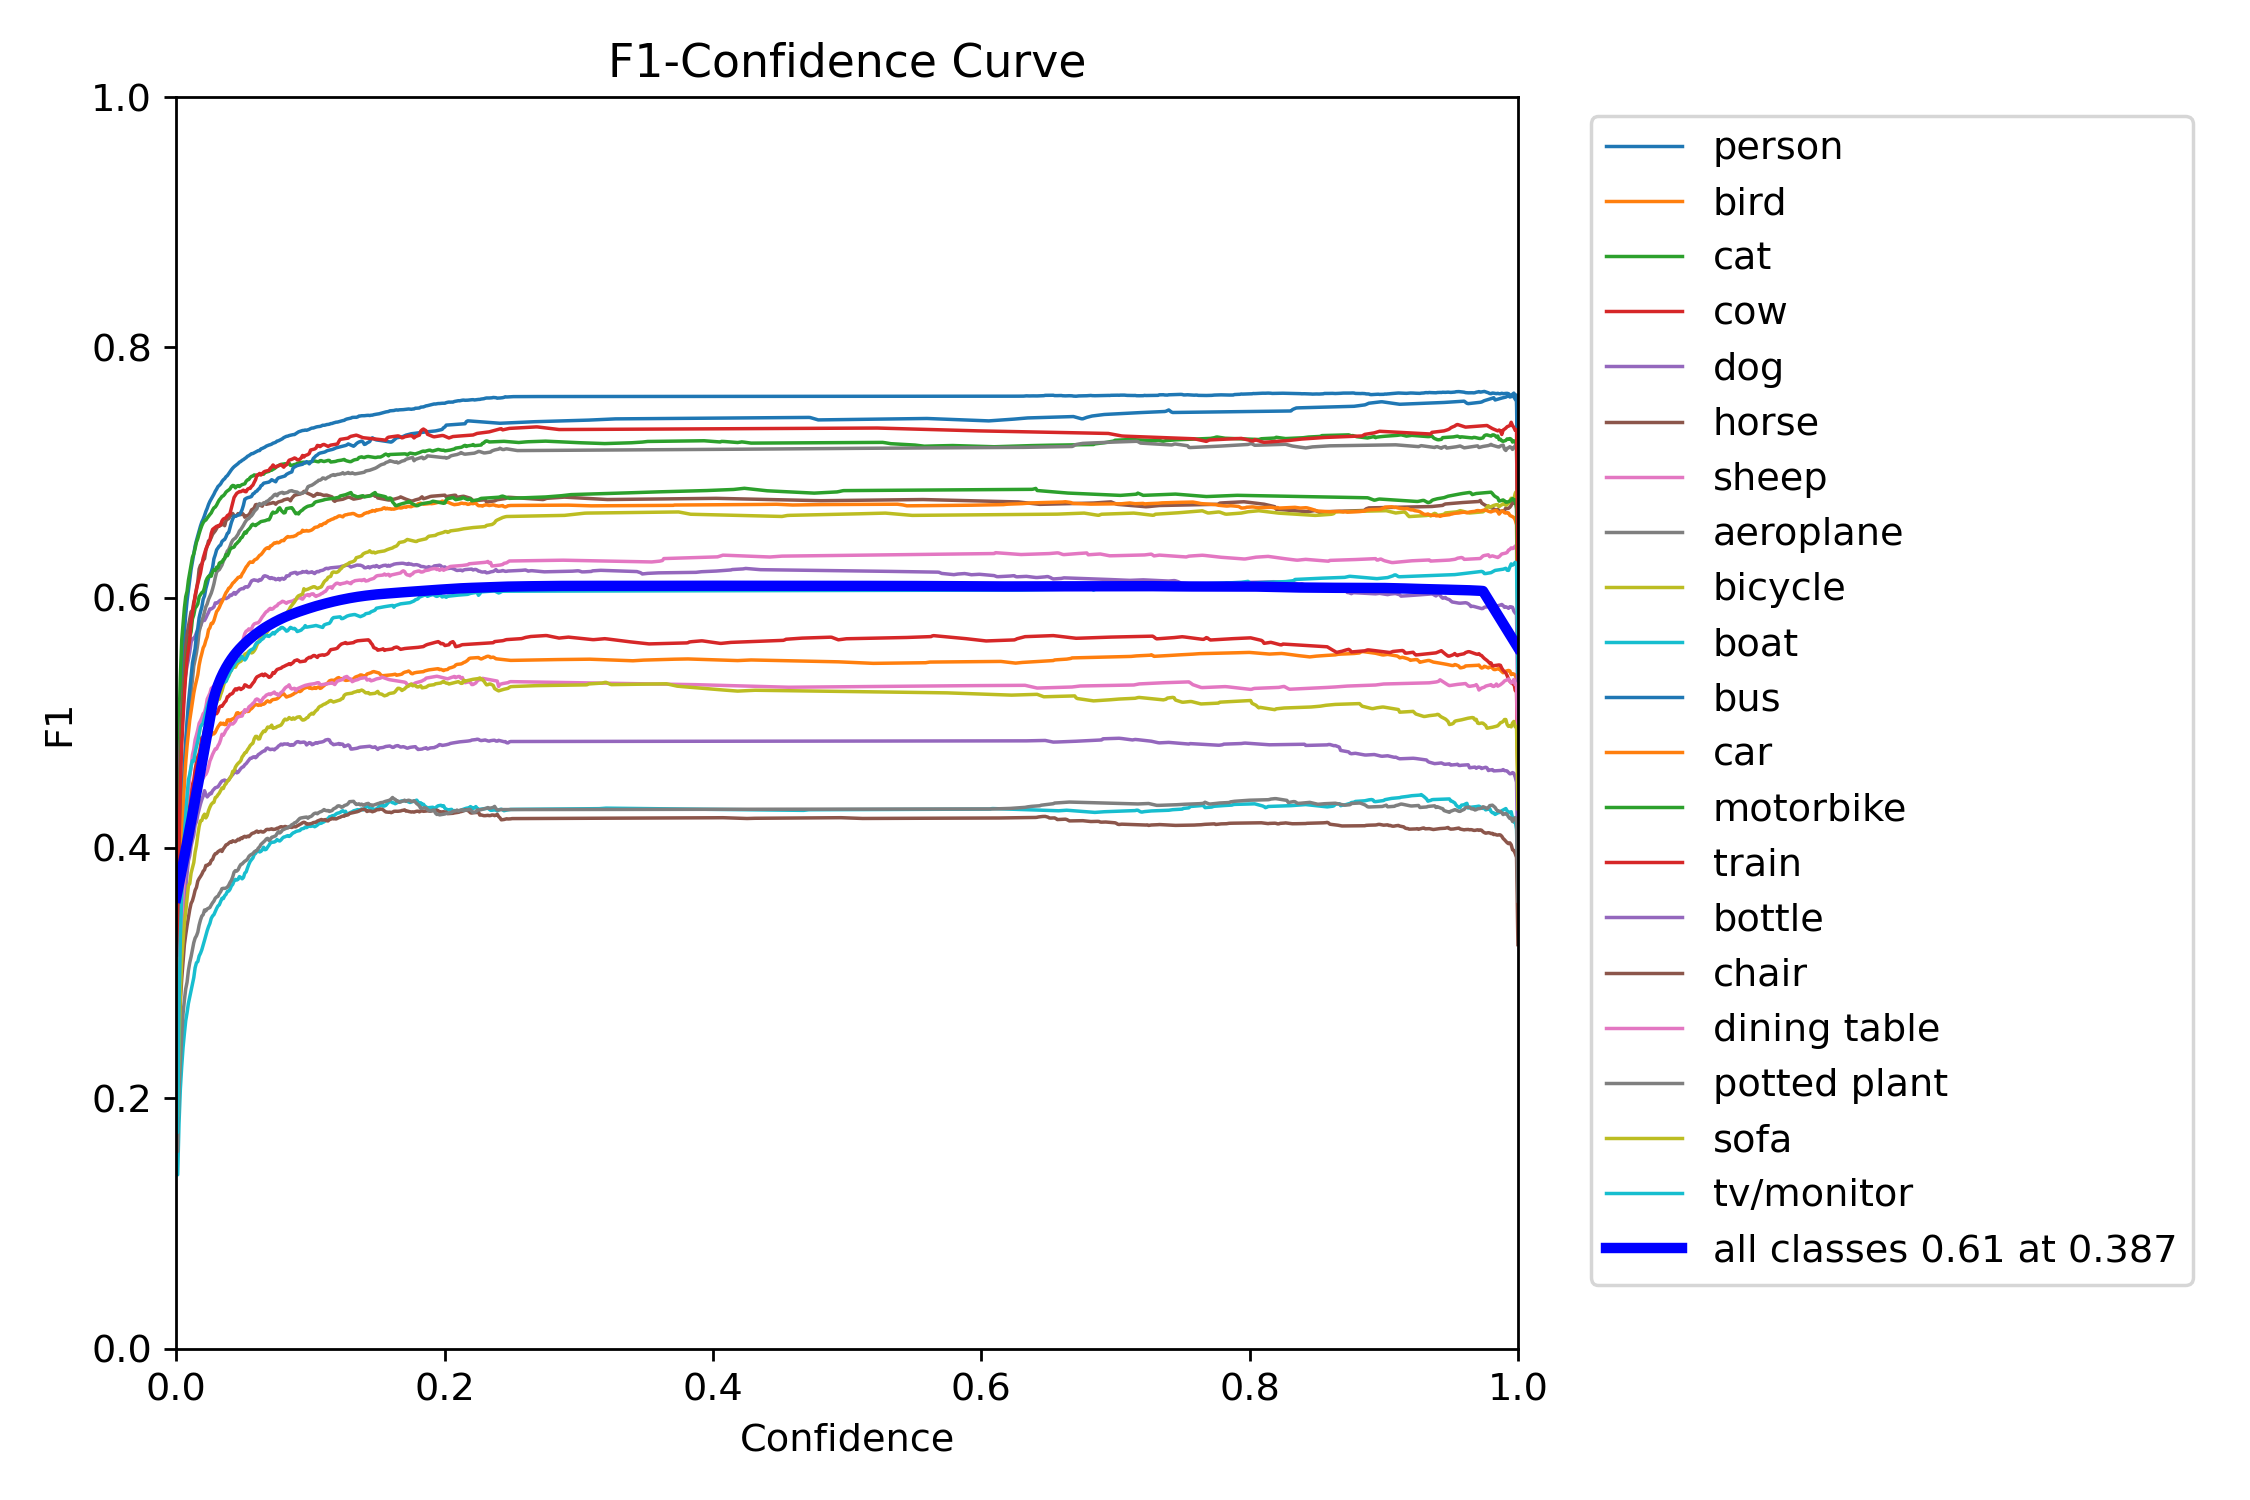 F1-Confidence Curve
1.0
0.8
0.6
0.4
0.2
0.0
F1
0.0 0.2 0.4 0.6 0.8 1.0
Confidence
person
bird
cat
cow
dog
horse
sheep
aeroplane
bicycle
boat
bus
car
motorbike
train
bottle
chair
dining table
potted plant
sofa
tv/monitor
all classes 0.61 at 0.387